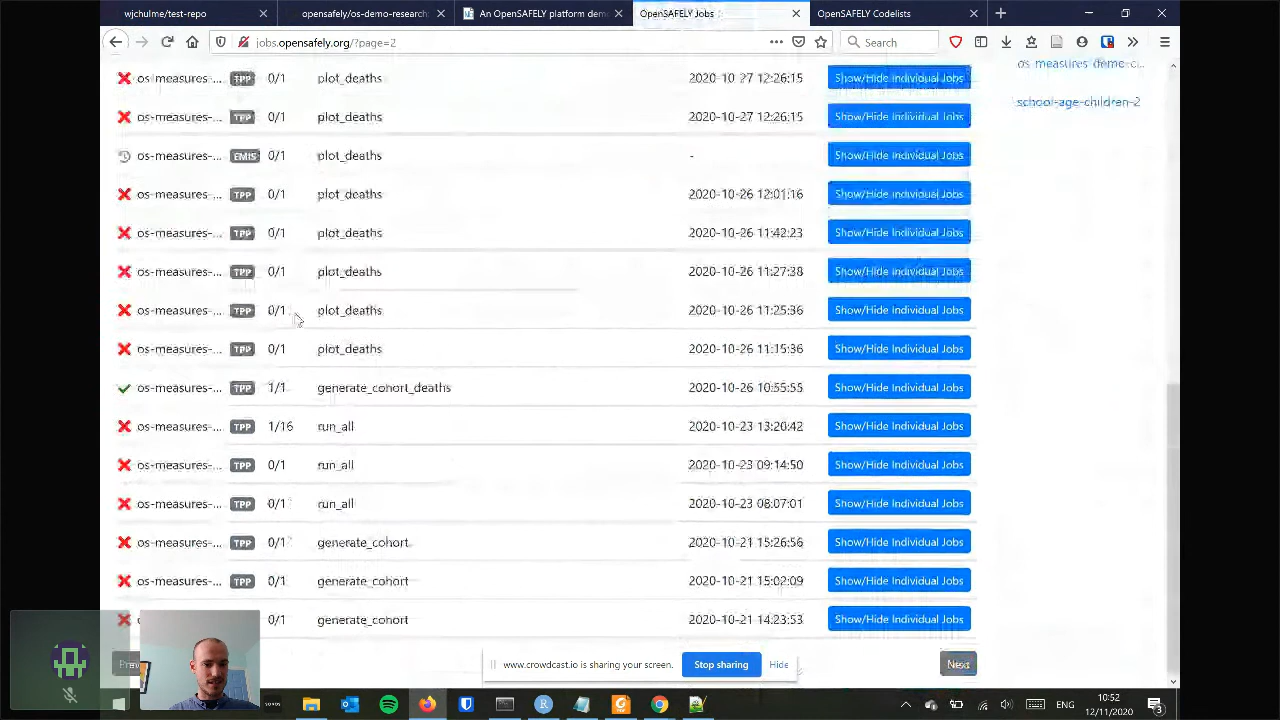 wjchulme/test-repo
opensafely/os-demo-research:
An OpenSAFELY platform dem
OpenSAFELY Jobs
OpenSAFELY Codelists
jobs.opensafely.org/?page=2
Search
TPP 0/1 plot_deaths 2020-10-27 12:26:15 Show/Hide Individual Jobs
os-measures-... TPP 0/1 plot_deaths 2020-10-27 12:26:15 Show/Hide Individual Jobs
os-measures-... EMIS 0/1 plot_deaths - Show/Hide Individual Jobs
os-measures-... TPP 0/1 plot_deaths 2020-10-26 12:01:16 Show/Hide Individual Jobs
os-measures-... TPP 0/1 plot_deaths 2020-10-26 11:42:23 Show/Hide Individual Jobs
os-measures-... TPP 0/1 plot_deaths 2020-10-26 11:27:38 Show/Hide Individual Jobs
os-measures-... TPP 0/1 plot_deaths 2020-10-26 11:25:36 Show/Hide Individual Jobs
os-measures-... TPP 0/1 plot_deaths 2020-10-26 11:15:36 Show/Hide Individual Jobs
os-measures-... TPP 1/1 generate_cohort_deaths 2020-10-26 10:55:55 Show/Hide Individual Jobs
os-measures-... TPP /16 run_all 2020-10-23 13:20:42 Show/Hide Individual Jobs
os-measures-... TPP 0/1 run_all 2020-10-23 09:14:50 Show/Hide Individual Jobs
os-measures-... TPP 0/1 run_all 2020-10-23 08:07:01 Show/Hide Individual Jobs
os-measures-... TPP 0/1 generate_cohort 2020-10-21 15:26:56 Show/Hide Individual Jobs
os-measures-... TPP 0/1 generate_cohort 2020-10-21 15:02:09 Show/Hide Individual Jobs
TPP 0/1 generate_cohort 2020-10-21 14:23:53 Show/Hide Individual Jobs
os-measures-demo-c...
school-age-children-2
www.crowdcast.io is sharing your screen.
Stop sharing
Hide
Next
ENG
10:52
12/11/2020
3